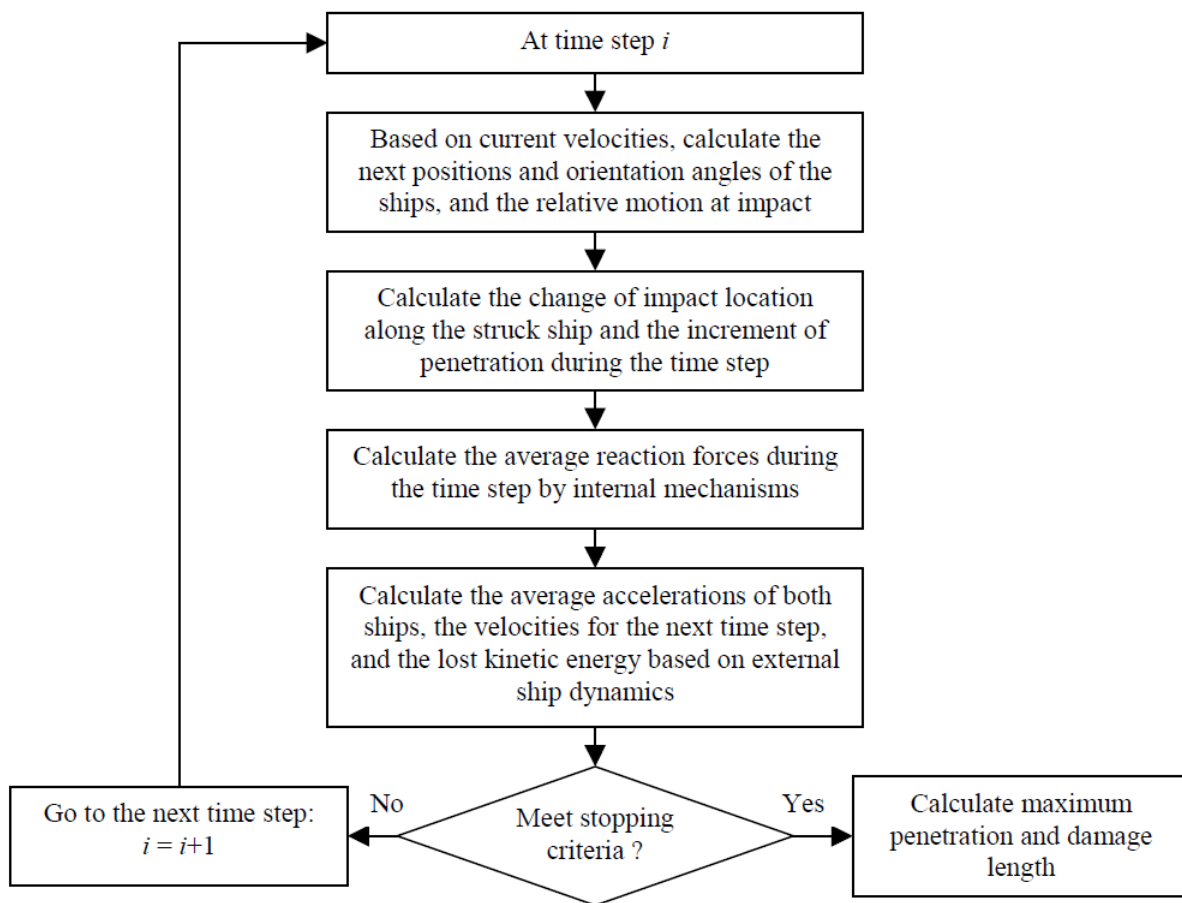 At time step i
Based on current velocities, calculate the
next positions and orientation angles of the
ships, and the relative motion at impact
Calculate the change of impact location
along the struck ship and the increment of
penetration during the time step
Calculate the average reaction forces during
the time step by internal mechanisms
Calculate the average accelerations of both
ships, the velocities for the next time step,
and the lost kinetic energy based on external
ship dynamics
Meet stopping
criteria ?
No
Go to the next time step:
i = i+1
Yes
Calculate maximum
penetration and damage
length